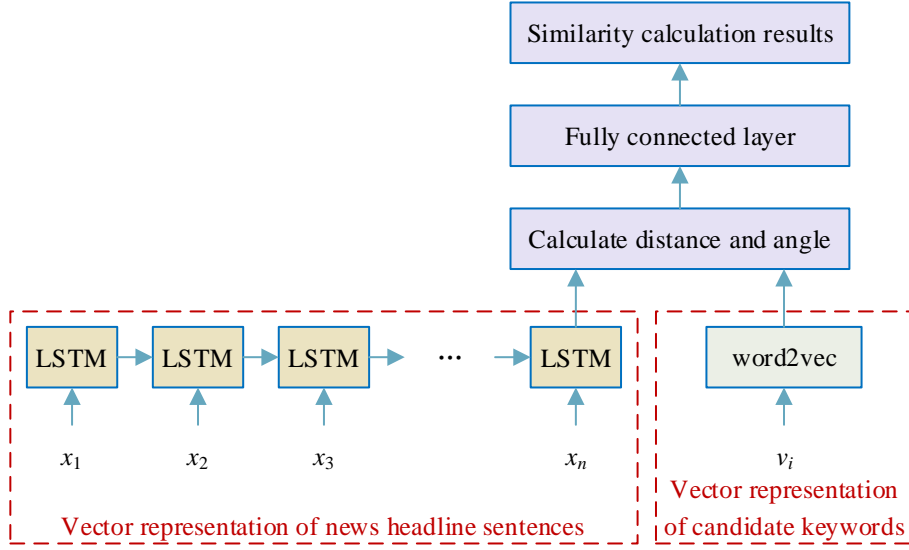 Similarity calculation results
Fully connected layer
Calculate distance and angle
LSTM LSTM LSTM ... LSTM
word2vec
x1 x2 x3 xn
vi
Vector representation of news headline sentences
Vector representation
of candidate keywords